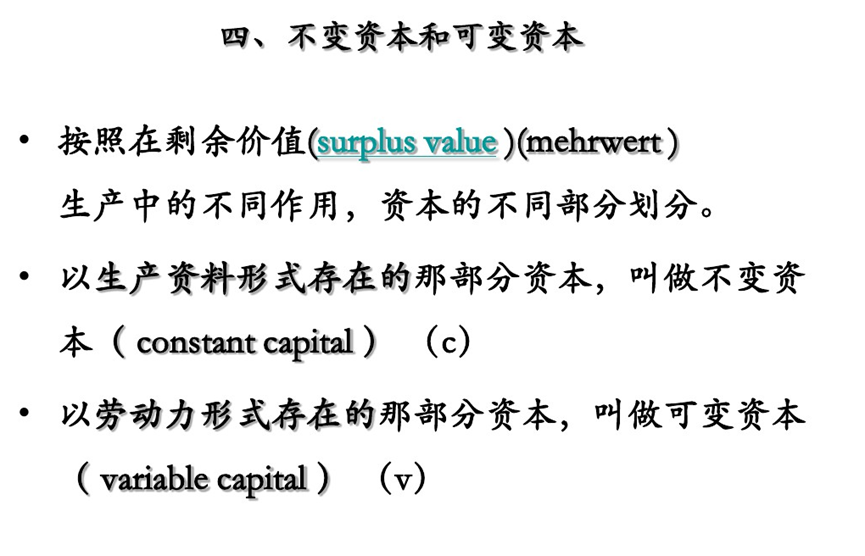 四、不变资本和可变资本
• 按照在剩余价值(surplus value )(mehrwert )
生产中的不同作用，资本的不同部分划分。
• 以生产资料形式存在的那部分资本，叫做不变资
本（ constant capital ） （c）
• 以劳动力形式存在的那部分资本，叫做可变资本
（ variable capital ） （v）